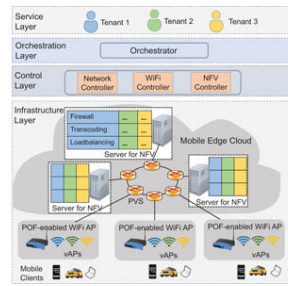 Service
Layer
Tenant 1
Tenant 2
Tenant 3
Orchestration
Layer
Orchestrator
Control
Layer
Network
Controller
WiFi
Controller
NFV
Controller
Infrastructure
Layer
Firewall
...
...
Transcoding
...
...
Loadbalancing
...
...
Server for NFV
Mobile Edge Cloud
Server for NFV
PVS
Server for NFV
POF-enabled WiFi AP
vAPs
POF-enabled WiFi AP
vAPs
POF-enabled WiFi AP
vAPs
Mobile
Clients